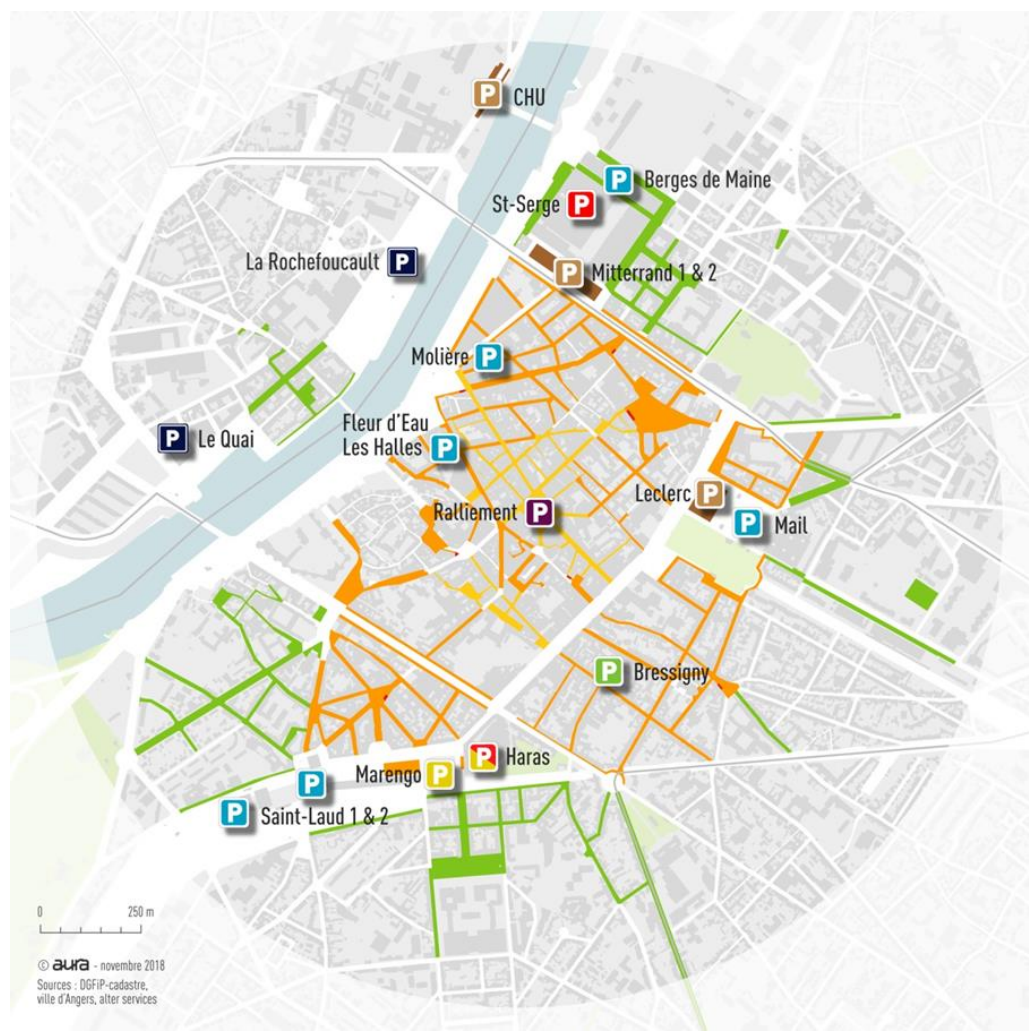 P CHU
P Berges de Maine
St-Serge P
La Rochefoucault P
P Mitterrand 1 & 2
Molière P
Fleur d'Eau
Les Halles P
P Le Quai
Leclerc P
Ralliement P
P Mail
P Bressigny
P Haras
Marengo P
P
P
Saint-Laud 1 & 2
0 250 m
© aura - novembre 2018
Sources : DGFiP-cadastre,
ville d'Angers, alter services